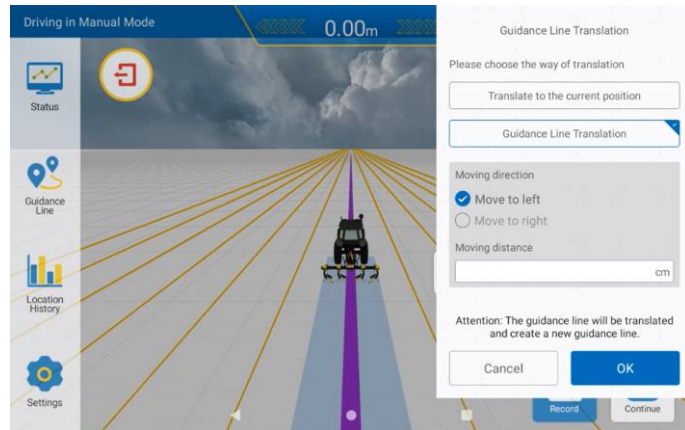 Driving in Manual Mode
0.00m
Status
Guidance
Line
Location
History
Settings
Guidance Line Translation
Please choose the way of translation
Translate to the current position
Guidance Line Translation
Moving direction
Move to left
Move to right
Moving distance
cm
Attention: The guidance line will be translated
and create a new guidance line.
Cancel
OK
Record
Continue